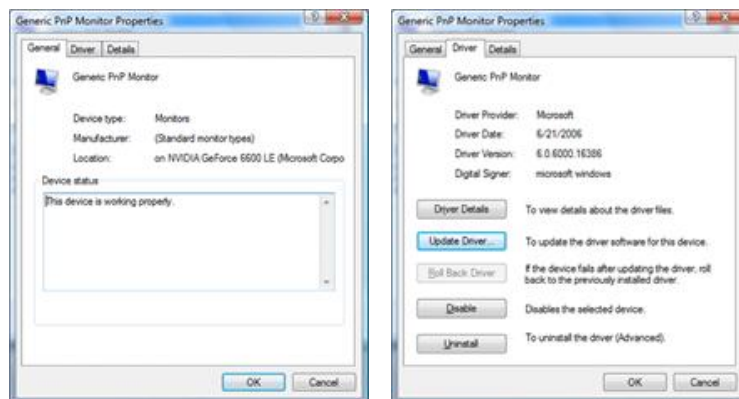 Generic PnP Monitor Properties
General Driver Details
Generic PnP Monitor
Device type: Monitors
Manufacturer: (Standard monitor types)
Location: on NVIDIA GeForce 6600 LE (Microsoft Corpo
Device status
This device is working properly.
OK Cancel
Generic PnP Monitor Properties
General Driver Details
Generic PnP Monitor
Driver Provider: Microsoft
Driver Date: 6/21/2006
Driver Version: 6.0.6000.16386
Digital Signer: microsoft windows
Driver Details To view details about the driver files.
Update Driver... To update the driver software for this device.
Roll Back Driver If the device fails after updating the driver, roll
back to the previously installed driver.
Disable Disables the selected device.
Uninstall To uninstall the driver (Advanced).
OK Cancel